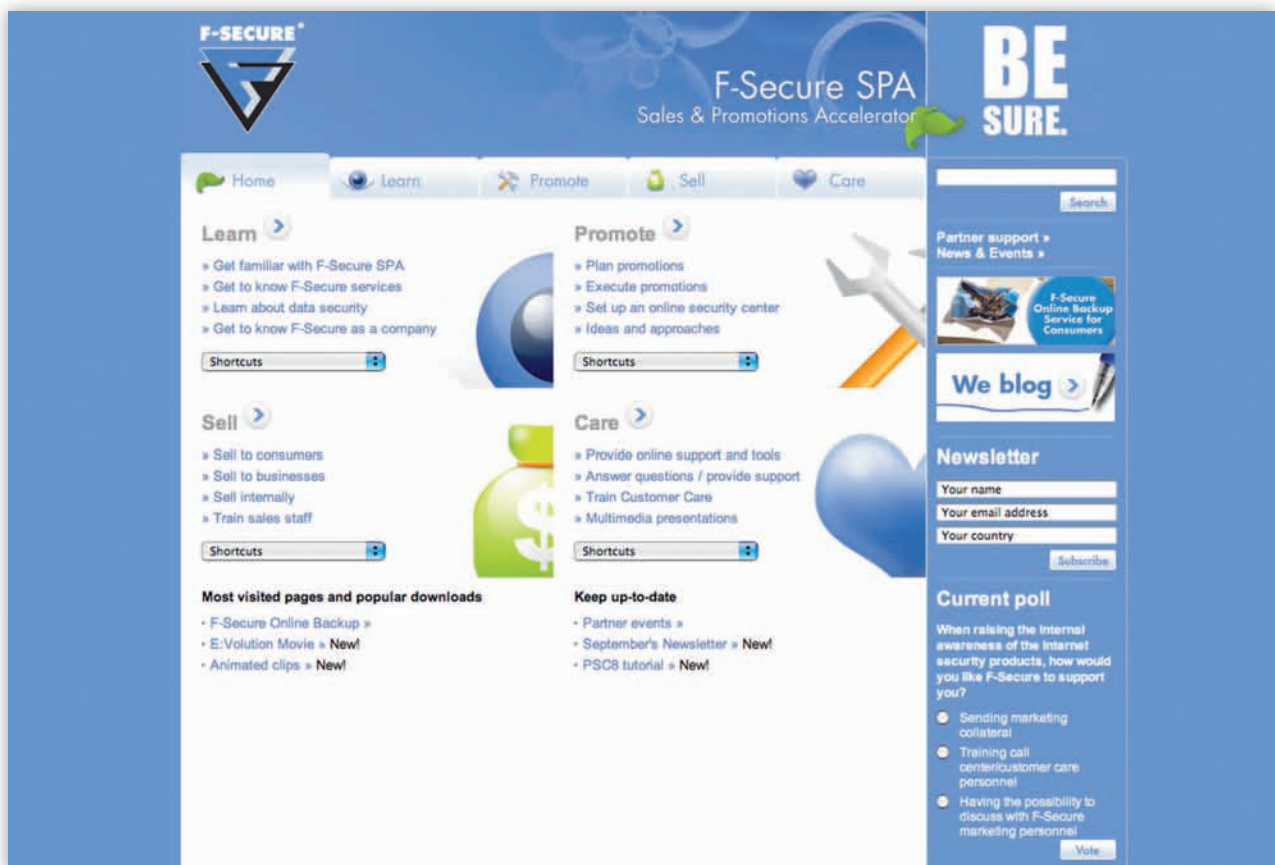 F-SECURE®
F-Secure SPA
Sales & Promotions Accelerator
BE
SURE.
Home
Learn
Promote
Sell
Care
Search
Learn
» Get familiar with F-Secure SPA
» Get to know F-Secure services
» Learn about data security
» Get to know F-Secure as a company
Shortcuts
Promote
» Plan promotions
» Execute promotions
» Set up an online security center
» Ideas and approaches
Shortcuts
Sell
» Sell to consumers
» Sell to businesses
» Sell internally
» Train sales staff
Shortcuts
$
Care
» Provide online support and tools
» Answer questions / provide support
» Train Customer Care
» Multimedia presentations
Shortcuts
Most visited pages and popular downloads
• F-Secure Online Backup »
• E:Volution Movie » New!
• Animated clips » New!
Keep up-to-date
• Partner events »
• September's Newsletter » New!
• PSC8 tutorial » New!
Partner support »
News & Events »
F-Secure
Online Backup
Service for
Consumers
We blog
Newsletter
Your name
Your email address
Your country
Subscribe
Current poll
When raising the internal
awareness of the Internet
security products, how would
you like F-Secure to support
you?
Sending marketing
collateral
Training call
center/customer care
personnel
Having the possibility to
discuss with F-Secure
marketing personnel
Vote